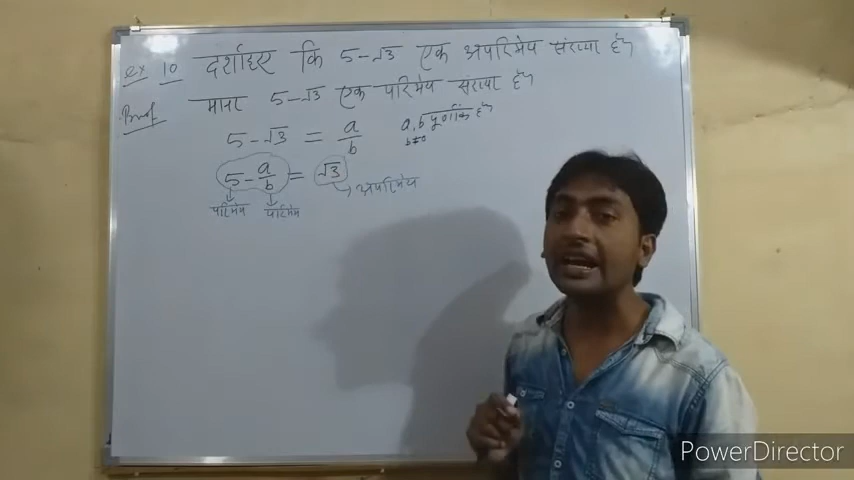 ex 10 दर्शाइए कि 5-√3 एक अपरिमेय संख्या है
Proof माना 5-√3 एक परिमेय संख्या है
5-√3 = a/b a, b पूर्णांक है
b≠0
5 - a/b = √3 → अपरिमेय
परिमेय परिमेय
PowerDirector